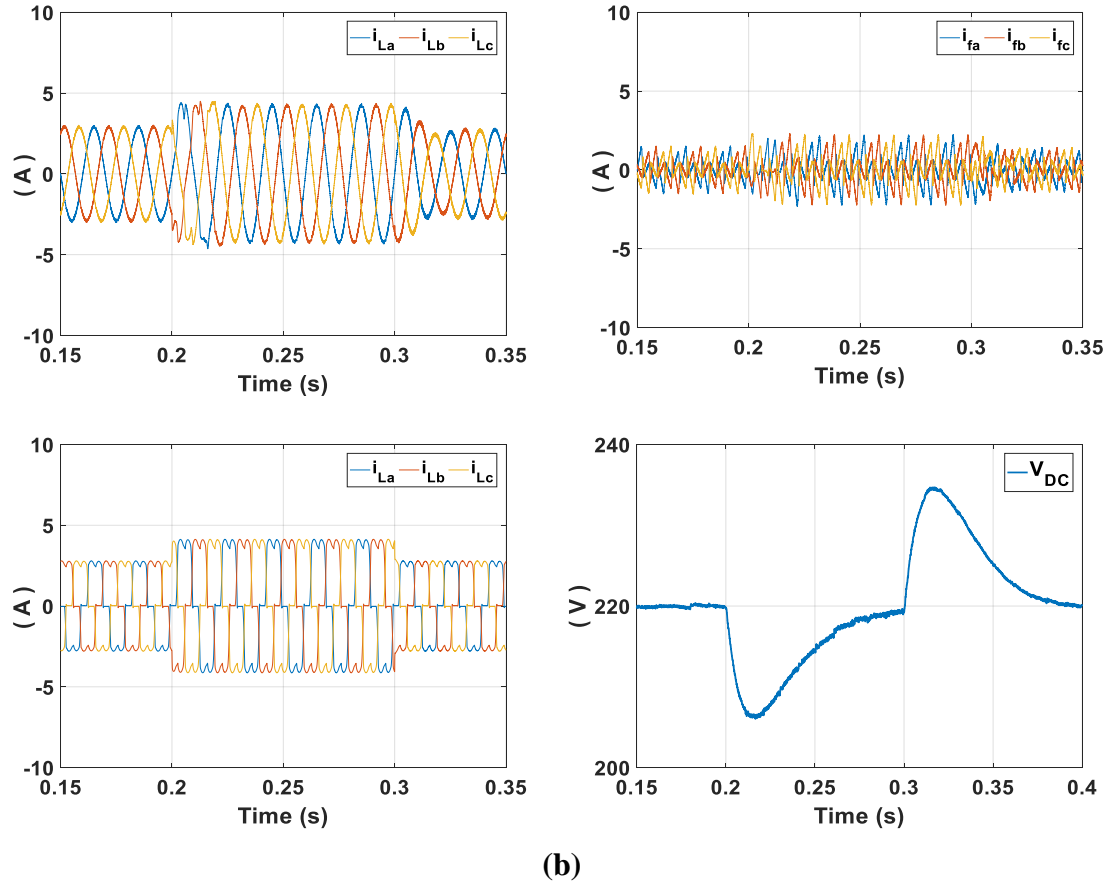 10
5
0
-5
-10
( A )
i_La i_Lb i_Lc
0.15 0.2 0.25 0.3 0.35
Time (s)
10
5
0
-5
-10
( A )
i_fa i_fb i_fc
0.15 0.2 0.25 0.3 0.35
Time (s)
10
5
0
-5
-10
( A )
i_La i_Lb i_Lc
0.15 0.2 0.25 0.3 0.35
Time (s)
240
220
200
( V )
V_DC
0.15 0.2 0.25 0.3 0.35 0.4
Time (s)
(b)